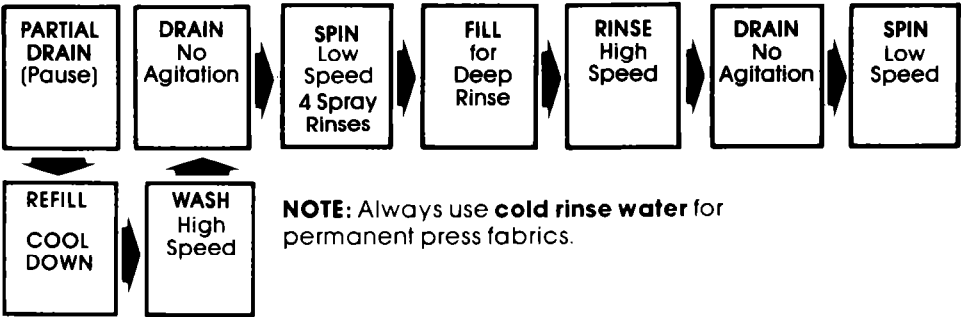 PARTIAL
DRAIN
(Pause)
REFILL
COOL
DOWN
WASH
High
Speed
DRAIN
No
Agitation
SPIN
Low
Speed
4 Spray
Rinses
FILL
for
Deep
Rinse
RINSE
High
Speed
DRAIN
No
Agitation
SPIN
Low
Speed
NOTE: Always use cold rinse water for
permanent press fabrics.